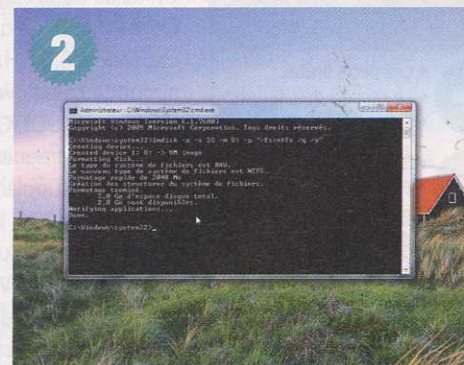 2
Administrateur : C:\Windows\System32\cmd.exe
Microsoft Windows [version 6.1.7600]
Copyright (c) 2009 Microsoft Corporation. Tous droits réservés.
C:\Windows\system32>imdisk -a -s 2G -m
Creating device...
Created device 1: -> VM image
Formatting disk...
Le type du système de fichiers est RAW.
Le nouveau type du système de fichiers est NTFS.
Formatage rapide de 2048 Mo
Création des structures du système de fichiers.
Formatage terminé.
2,0 Go d'espace disque total.
2,0 Go sont disponibles.
Notifying applications...
Done.
C:\Windows\system32>_